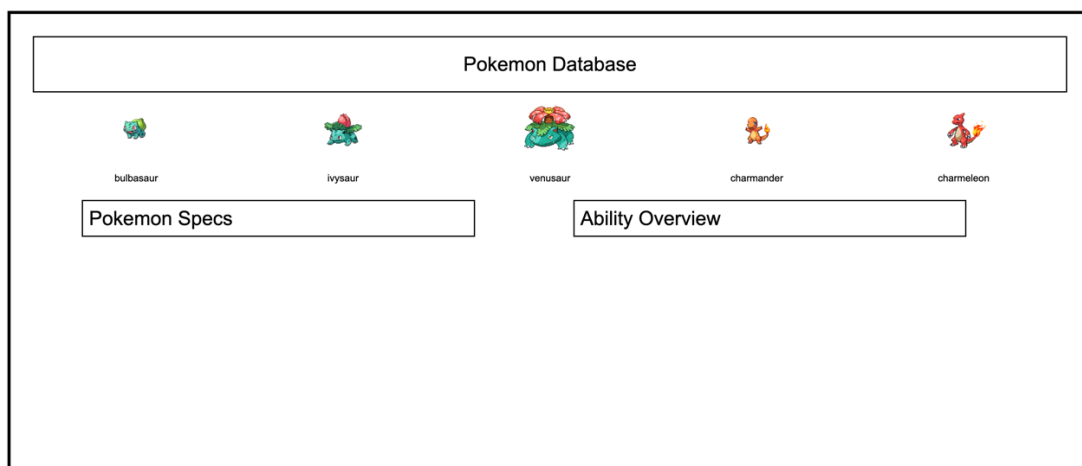 Pokemon Database
bulbasaur ivysaur venusaur charmander charmeleon
Pokemon Specs Ability Overview